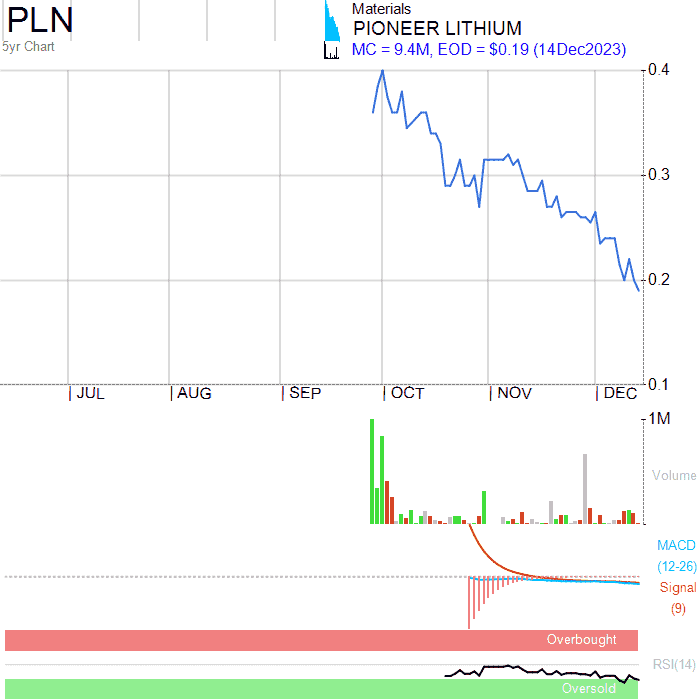 PLN
5yr Chart
Materials
PIONEER LITHIUM
MC = 9.4M, EOD = $0.19 (14Dec2023)
0.4
0.3
0.2
0.1
JUL AUG SEP OCT NOV DEC
1M
Volume
MACD
(12-26)
Signal
(9)
Overbought
RSI(14)
Oversold